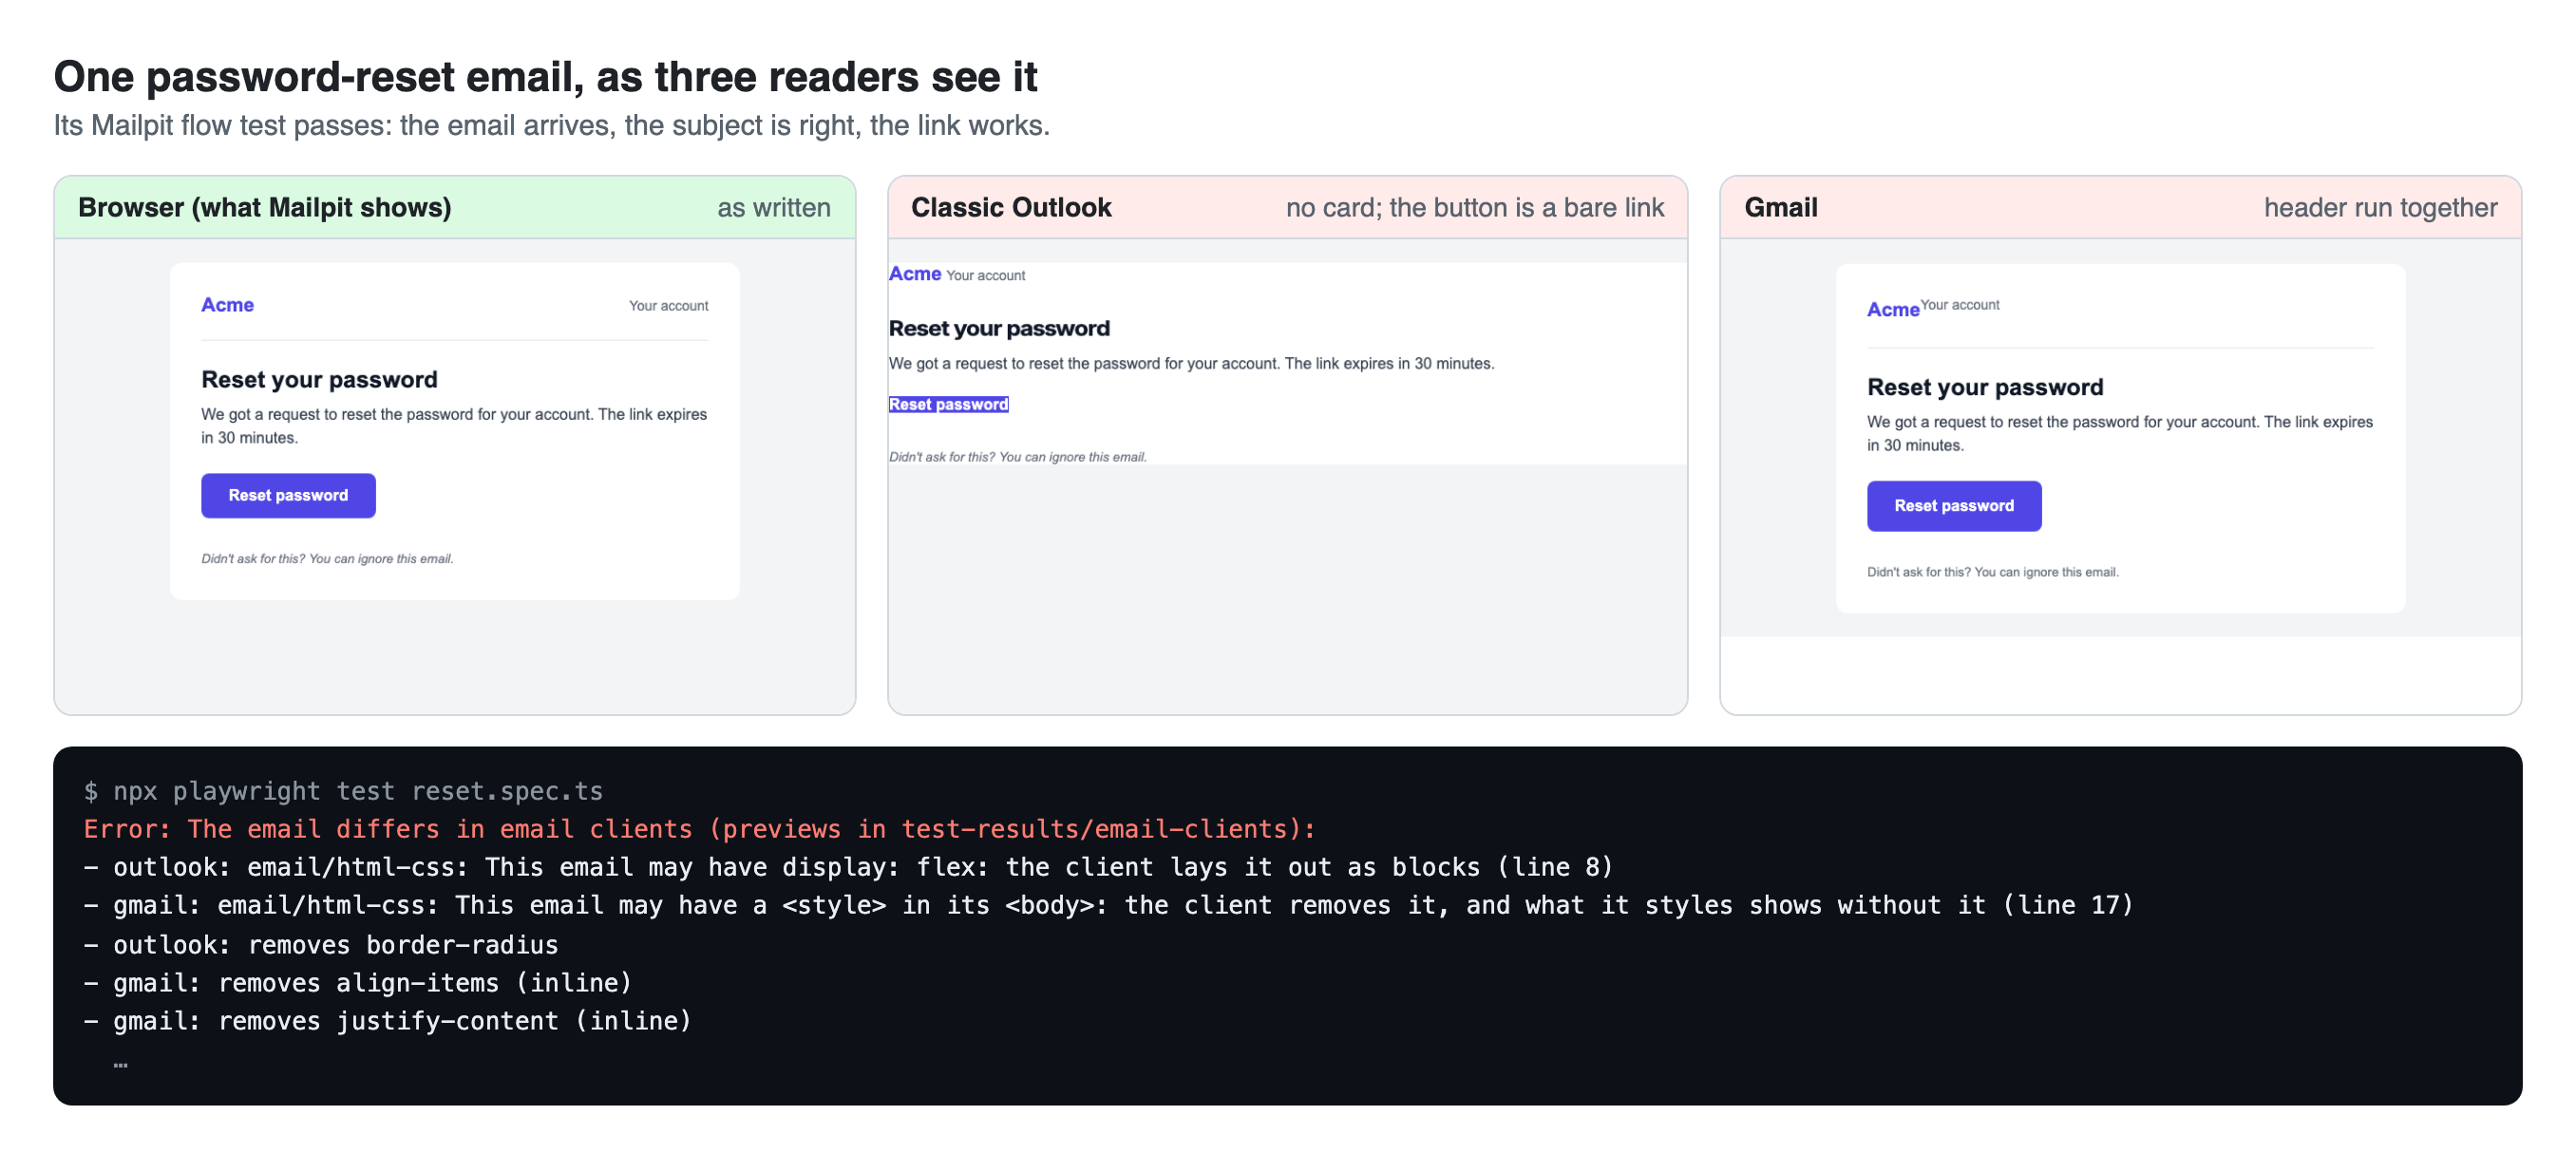 One password-reset email, as three readers see it
Its Mailpit flow test passes: the email arrives, the subject is right, the link works.
Browser (what Mailpit shows) as written
Acme Your account
Reset your password
We got a request to reset the password for your account. The link expires
in 30 minutes.
Reset password
Didn't ask for this? You can ignore this email.
Classic Outlook no card; the button is a bare link
Acme Your account
Reset your password
We got a request to reset the password for your account. The link expires in 30 minutes.
Reset password
Didn't ask for this? You can ignore this email.
Gmail header run together
Acme Your account
Reset your password
We got a request to reset the password for your account. The link expires
in 30 minutes.
Reset password
Didn't ask for this? You can ignore this email.
$ npx playwright test reset.spec.ts
Error: The email differs in email clients (previews in test-results/email-clients):
– outlook: email/html-css: This email may have display: flex: the client lays it out as blocks (line 8)
– gmail: email/html-css: This email may have a <style> in its <body>: the client removes it, and what it styles shows without it (line 17)
– outlook: removes border-radius
– gmail: removes align-items (inline)
– gmail: removes justify-content (inline)
…